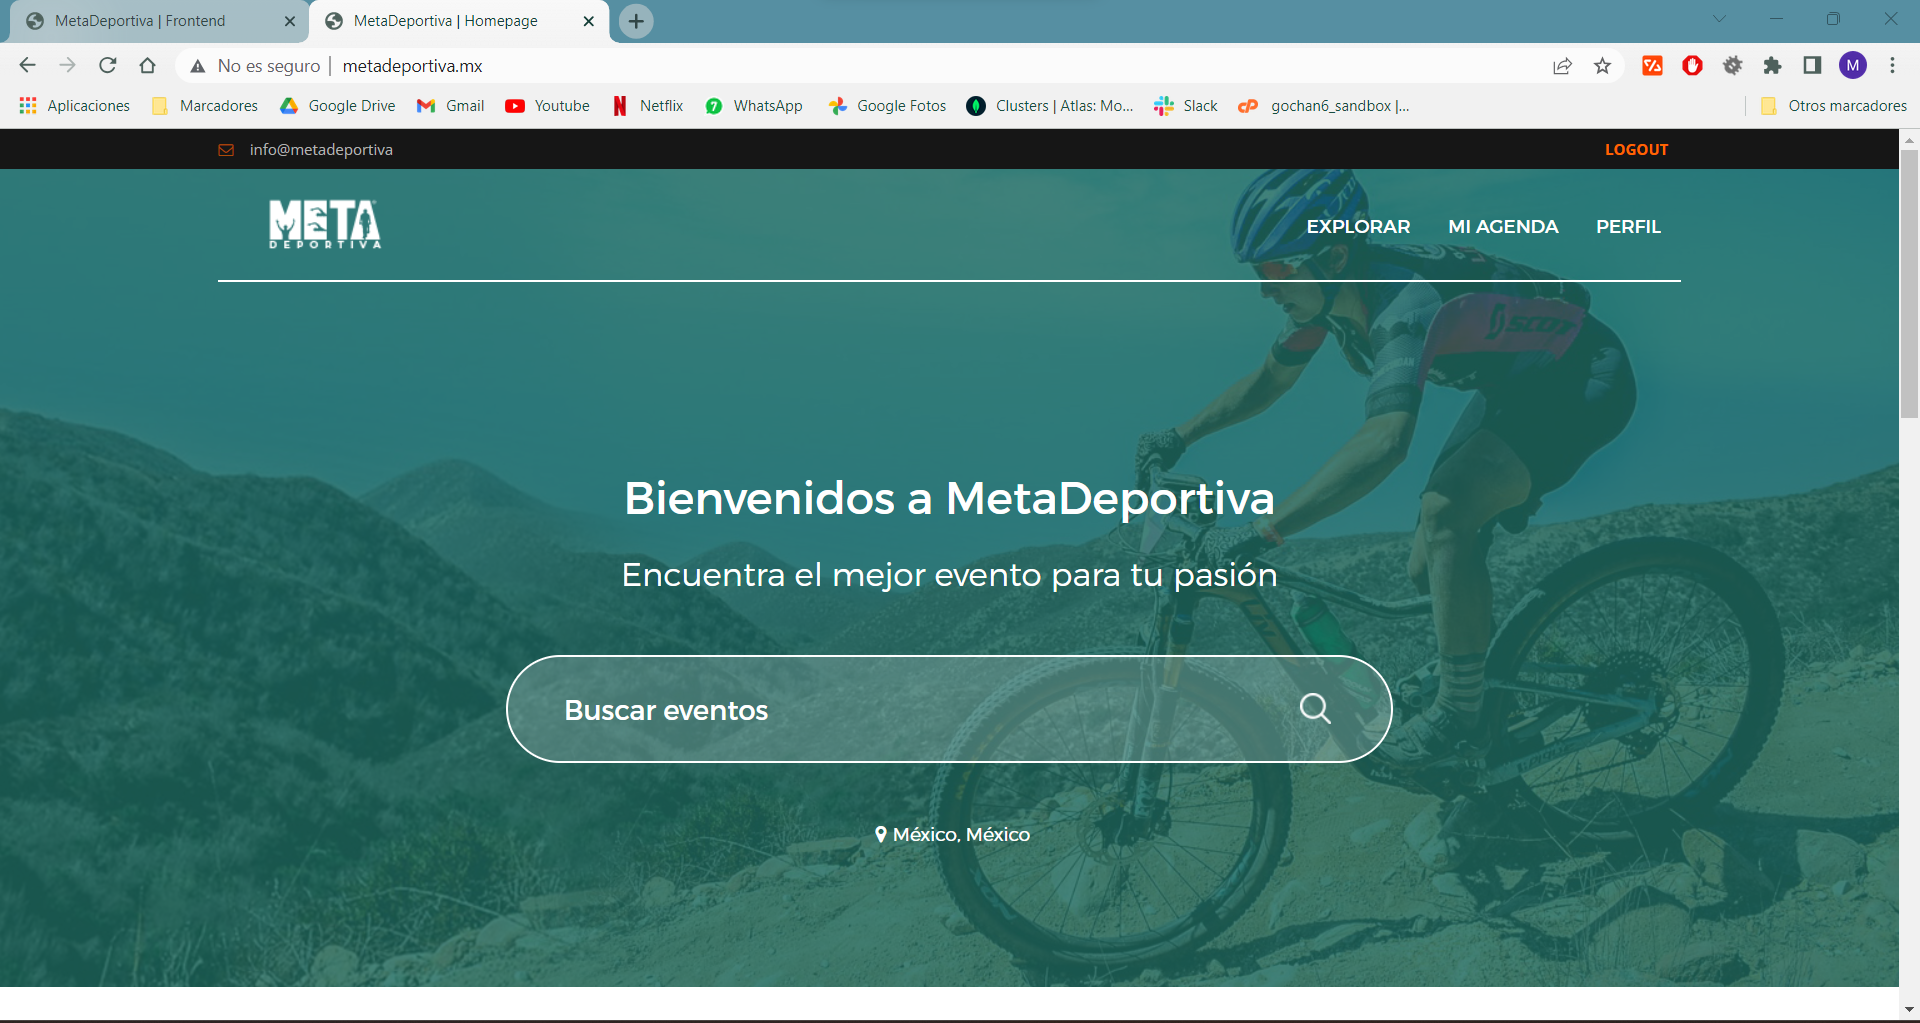 MetaDeportiva | Frontend
MetaDeportiva | Homepage
No es seguro | metadeportiva.mx
M
Aplicaciones
Marcadores
Google Drive
Gmail
Youtube
Netflix
WhatsApp
Google Fotos
Clusters | Atlas: Mo...
Slack
gochan6_sandbox |...
Otros marcadores
info@metadeportiva
LOGOUT
META
DEPORTIVA
EXPLORAR
MI AGENDA
PERFIL
SCOTT
Bienvenidos a MetaDeportiva
Encuentra el mejor evento para tu pasión
Buscar eventos
México, México